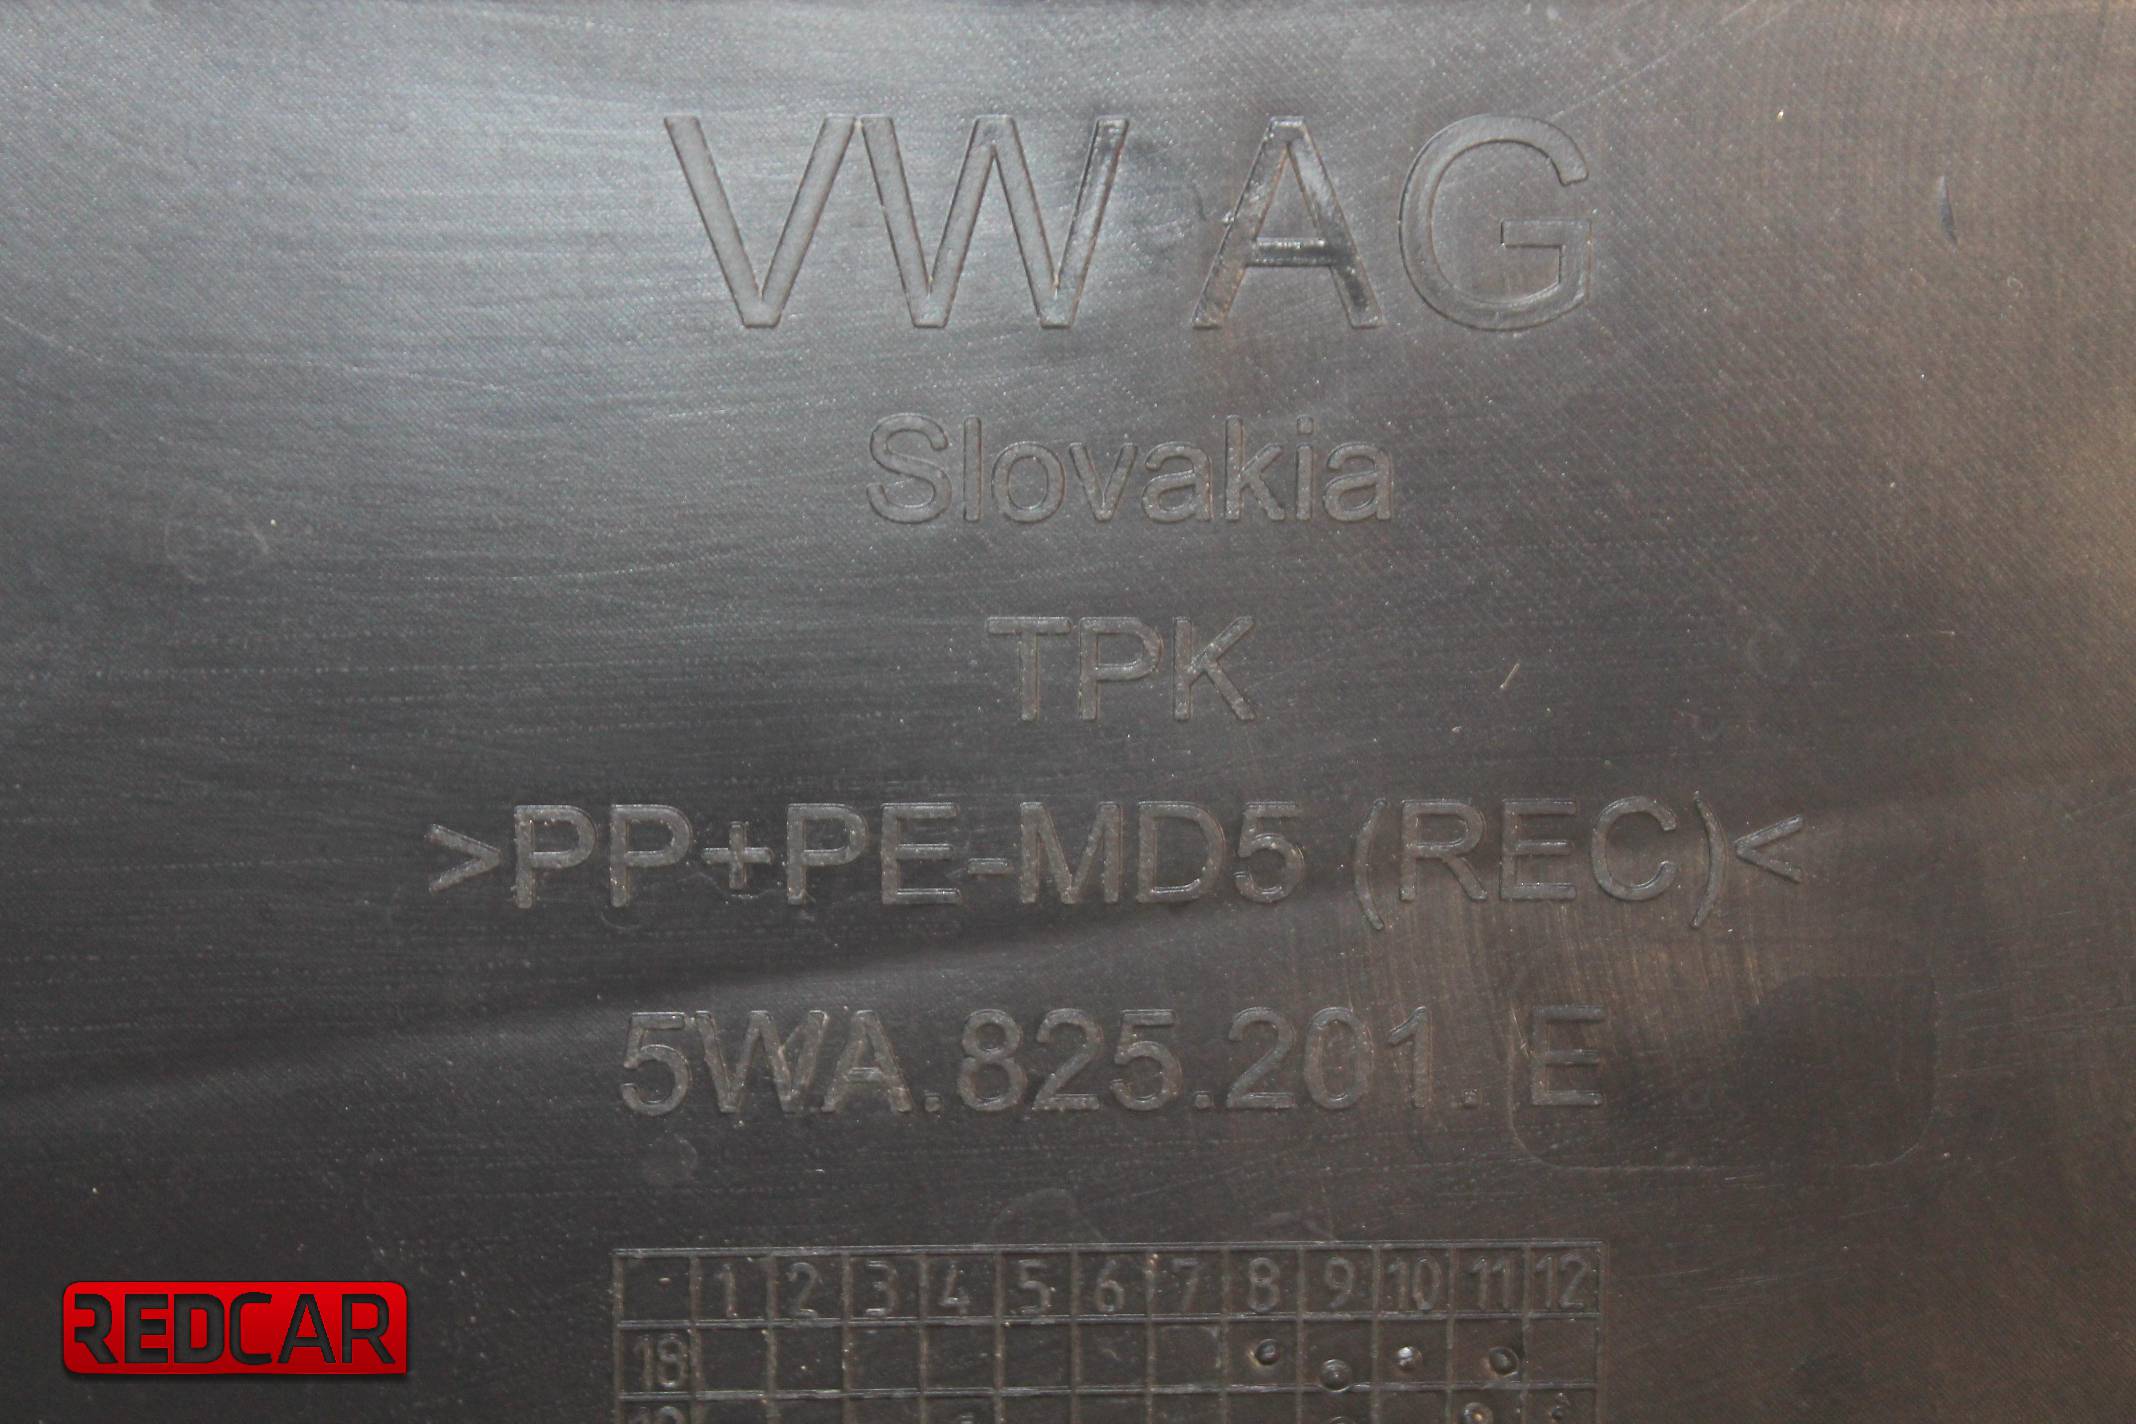 VW AG
Slovakia
TPK
>PP+PE-MD5 (REC)<
5WA.825.201. E
1 2 3 4 5 6 7 8 9 10 11 12
18
REDCAR